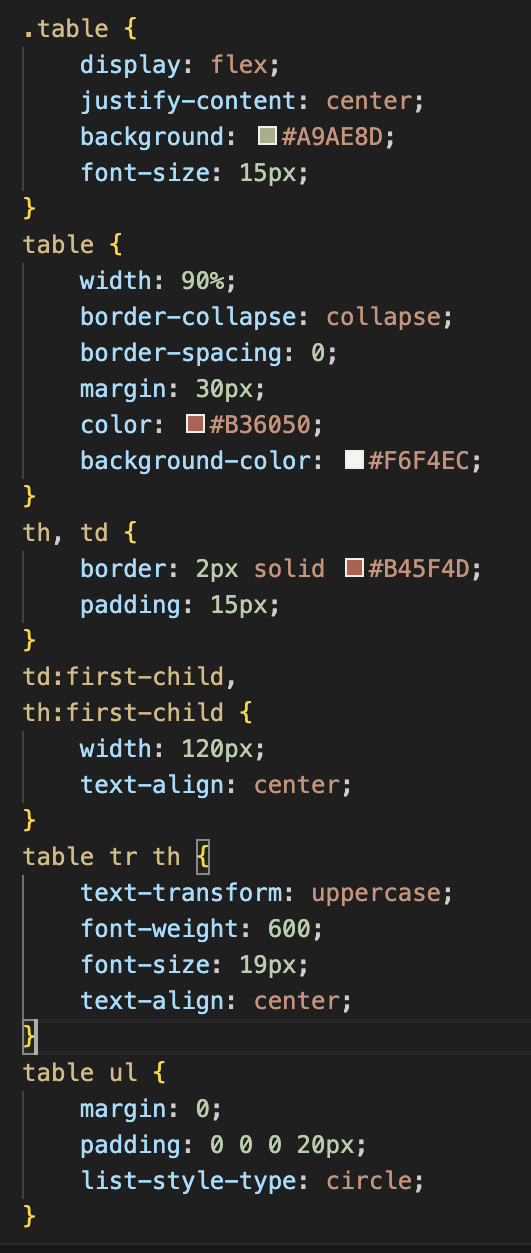 .table {
    display: flex;
    justify-content: center;
    background: #A9AE8D;
    font-size: 15px;
}
table {
    width: 90%;
    border-collapse: collapse;
    border-spacing: 0;
    margin: 30px;
    color: #B36050;
    background-color: #F6F4EC;
}
th, td {
    border: 2px solid #B45F4D;
    padding: 15px;
}
td:first-child,
th:first-child {
    width: 120px;
    text-align: center;
}
table tr th {
    text-transform: uppercase;
    font-weight: 600;
    font-size: 19px;
    text-align: center;
}
table ul {
    margin: 0;
    padding: 0 0 0 20px;
    list-style-type: circle;
}